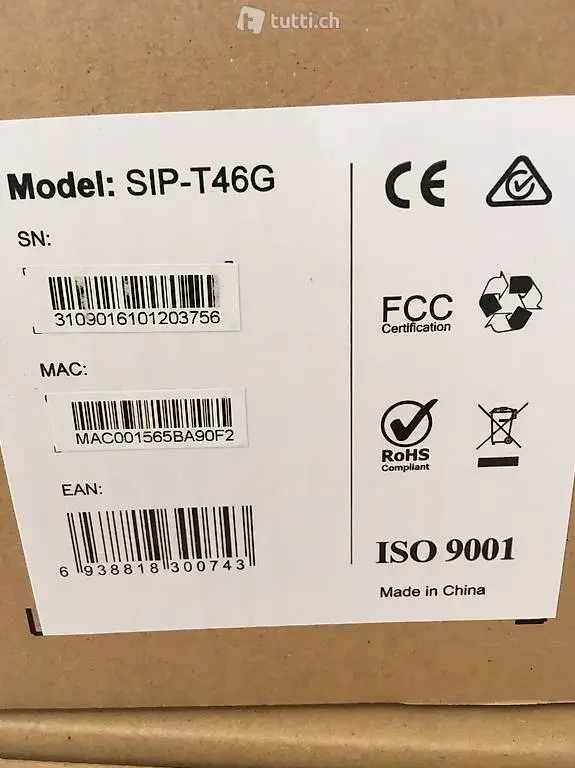 tutti.ch
Model: SIP-T46G
SN:
3109016101203756
MAC:
MAC001565BA90F2
EAN:
6 938818 300743
CE
FCC
Certification
RoHS
Compliant
ISO 9001
Made in China